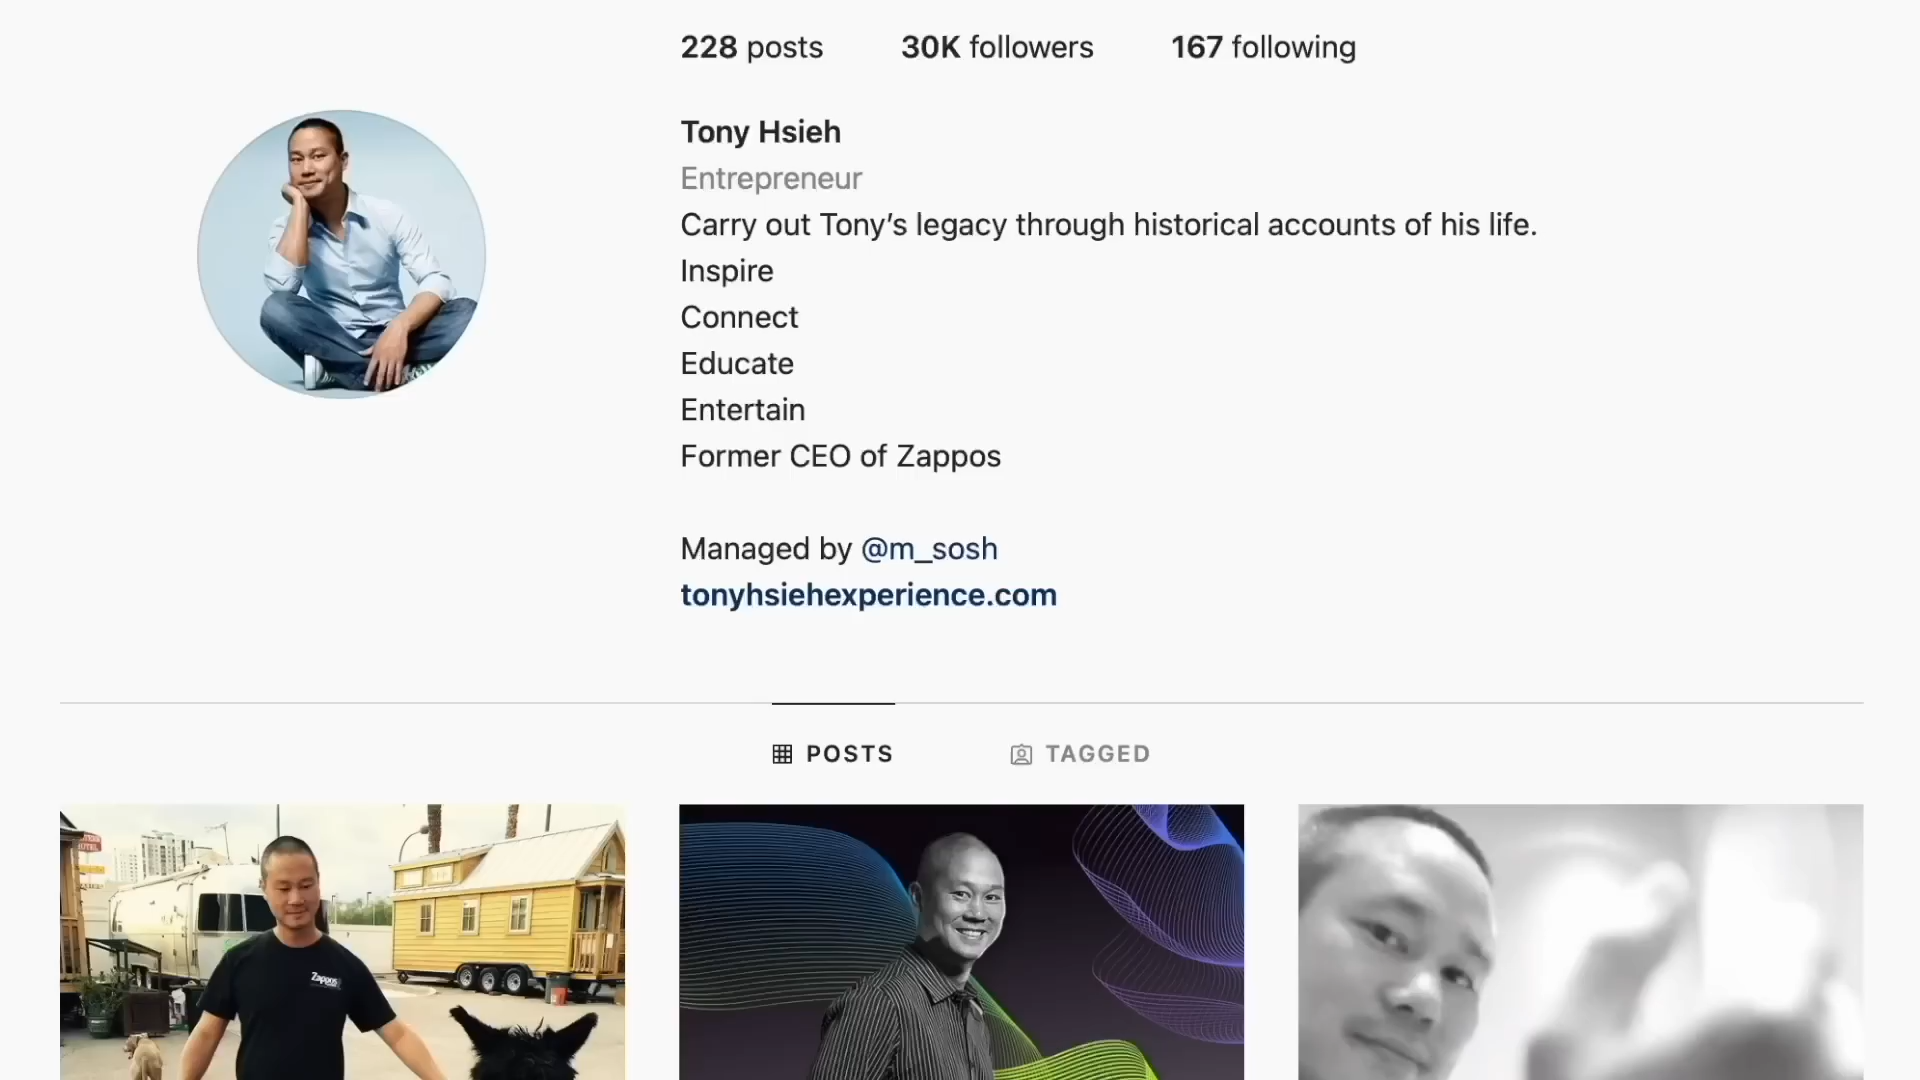 228 posts 30K followers 167 following
Tony Hsieh
Entrepreneur
Carry out Tony’s legacy through historical accounts of his life.
Inspire
Connect
Educate
Entertain
Former CEO of Zappos
Managed by @m_sosh
tonyhsiehexperience.com
POSTS TAGGED
Zappos